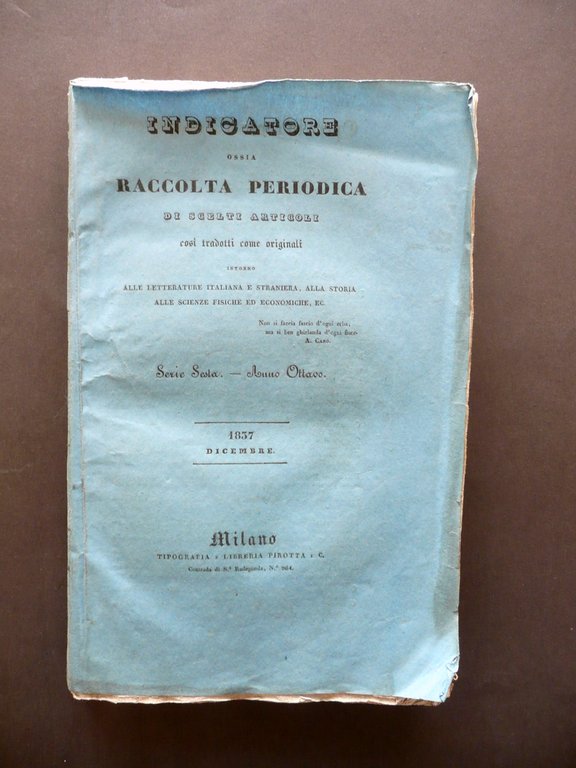 INDICATORE
OSSIA
RACCOLTA PERIODICA
DI SCELTI ARTICOLI
così tradotti come originali
INTORNO
ALLE LETTERATURE ITALIANA E STRANIERA, ALLA STORIA
ALLE SCIENZE FISICHE ED ECONOMICHE, EC.
Non si faccia fascio d'ogni erba,
ma si ben ghirlanda d'ogni fiore.
A. CARO.
Serie Sesta. — Anno Ottavo.
1837
DICEMBRE.
Milano
TIPOGRAFIA E LIBRERIA PIROTTA E C.
Contrada di S.ª Radegonda, N.º 964.